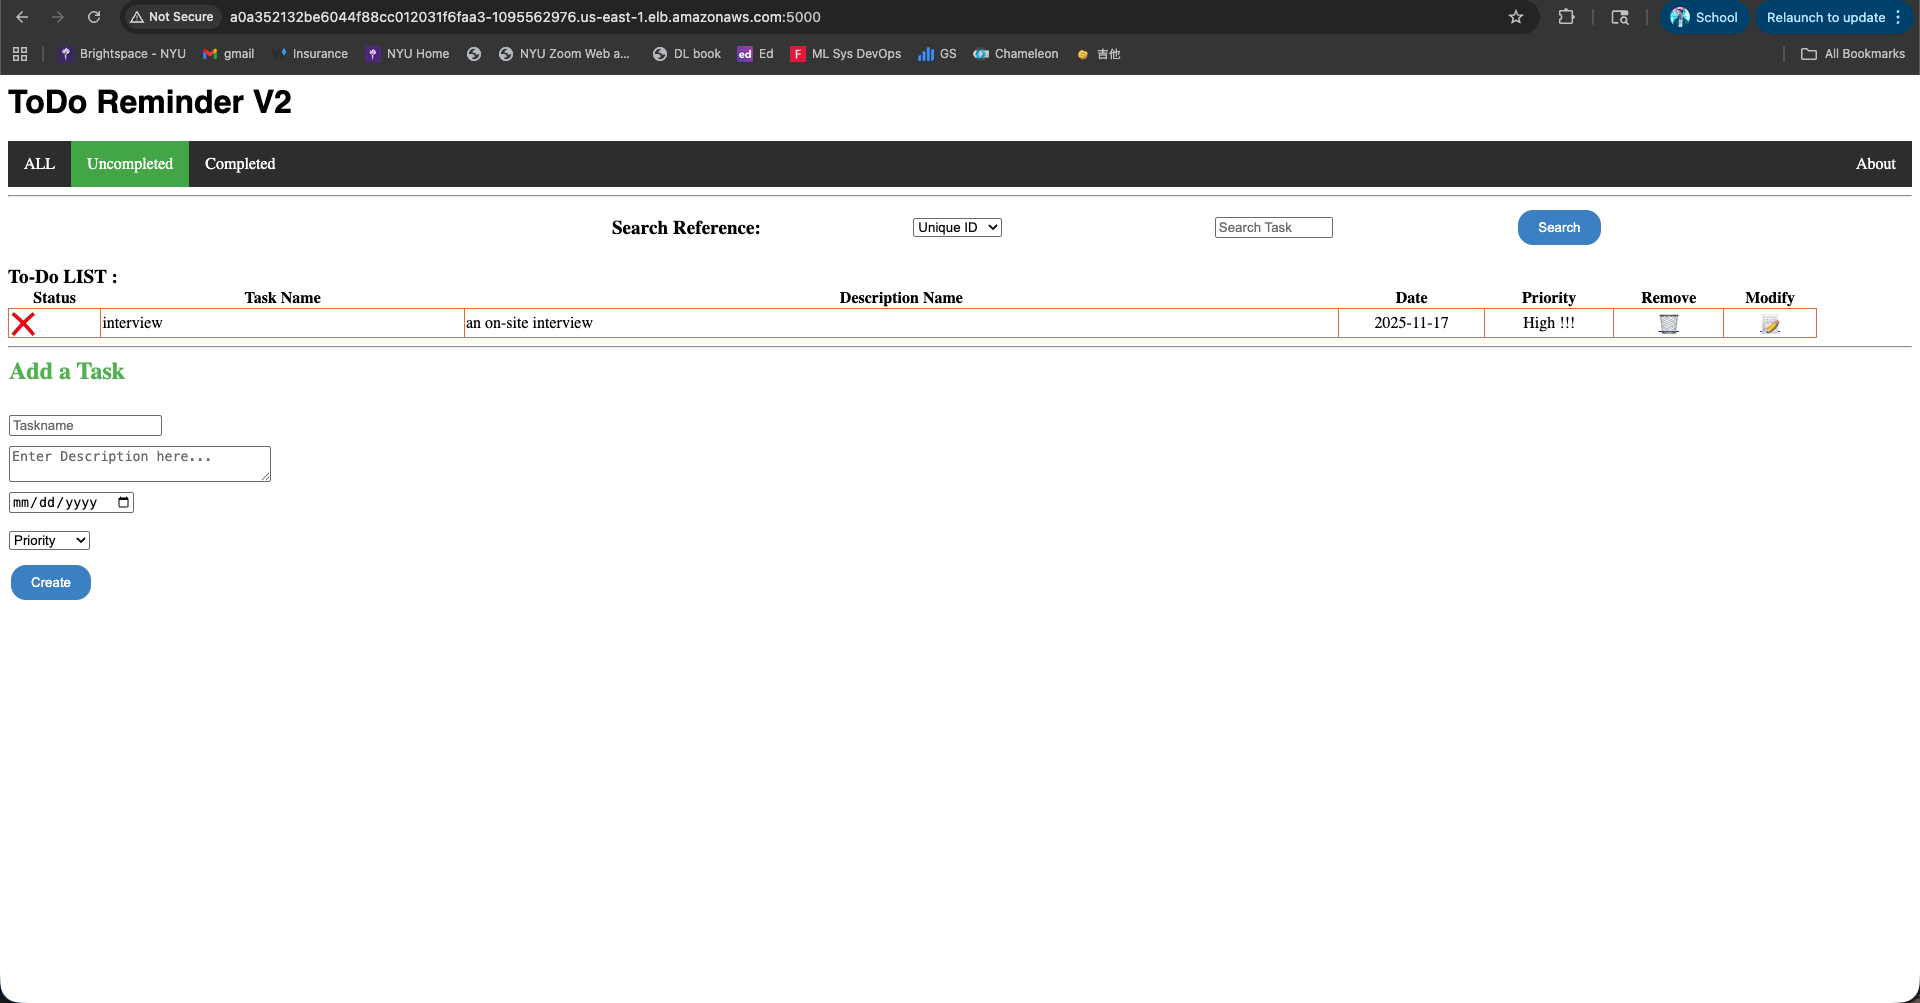 Not Secure a0a352132be6044f88cc012031f6faa3-1095562976.us-east-1.elb.amazonaws.com:5000 School Relaunch to update
Brightspace - NYU gmail Insurance NYU Home NYU Zoom Web a... DL book ed Ed F ML Sys DevOps GS Chameleon 吉他 All Bookmarks
ToDo Reminder V2
ALL Uncompleted Completed About
Search Reference: Unique ID Search Task Search
To-Do LIST :
Status Task Name Description Name Date Priority Remove Modify
interview an on-site interview 2025-11-17 High !!!
Add a Task
Taskname
Enter Description here...
mm/dd/yyyy
Priority
Create